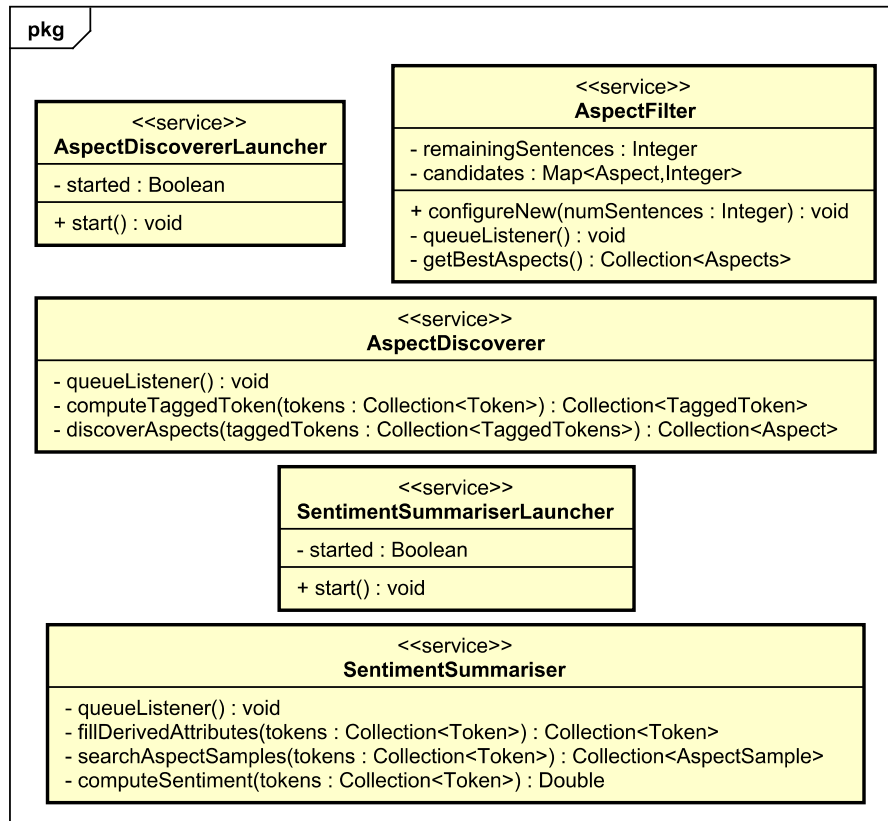 pkg
<<service>>
AspectDiscovererLauncher
- started : Boolean
+ start() : void
<<service>>
AspectFilter
- remainingSentences : Integer
- candidates : Map<Aspect,Integer>
+ configureNew(numSentences : Integer) : void
- queueListener() : void
- getBestAspects() : Collection<Aspects>
<<service>>
AspectDiscoverer
- queueListener() : void
- computeTaggedToken(tokens : Collection<Token>) : Collection<TaggedToken>
- discoverAspects(taggedTokens : Collection<TaggedTokens>) : Collection<Aspect>
<<service>>
SentimentSummariserLauncher
- started : Boolean
+ start() : void
<<service>>
SentimentSummariser
- queueListener() : void
- fillDerivedAttributes(tokens : Collection<Token>) : Collection<Token>
- searchAspectSamples(tokens : Collection<Token>) : Collection<AspectSample>
- computeSentiment(tokens : Collection<Token>) : Double